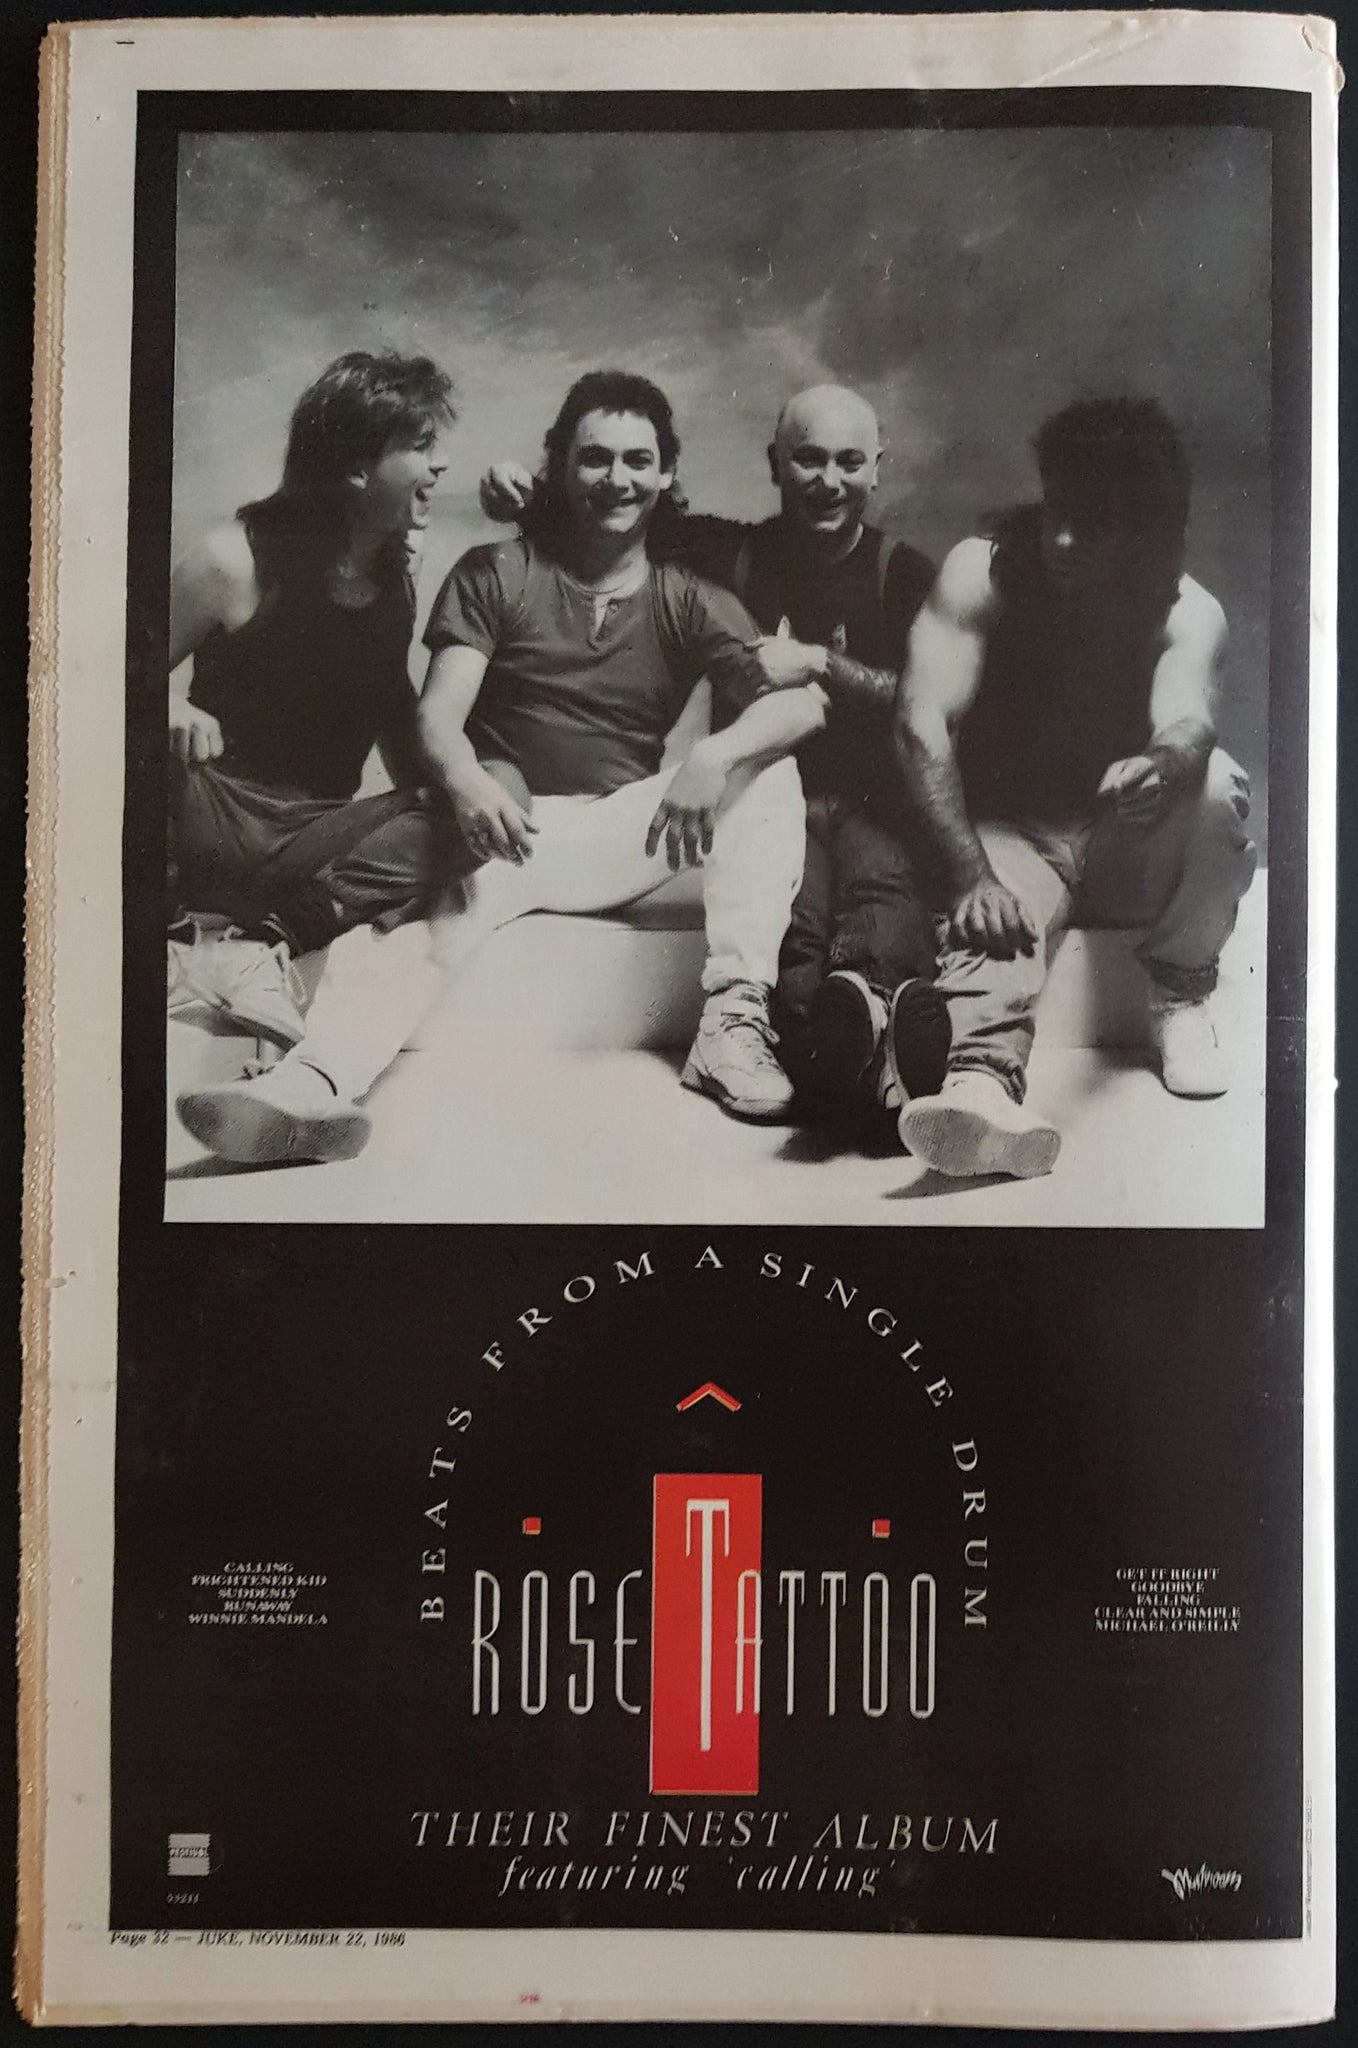 BEATS FROM A SINGLE DRUM
ROSE TATTOO
CALLING
FRIGHTENED KID
SUDDENLY
RUNAWAY
WINNIE MANDELA
GET IT RIGHT
GOODBYE
FALLING
CLEAR AND SIMPLE
MICHAEL O'REILLY
THEIR FINEST ALBUM
featuring 'calling'
FESTIVAL
Mushroom
Page 32 — JUKE, NOVEMBER 22, 1986